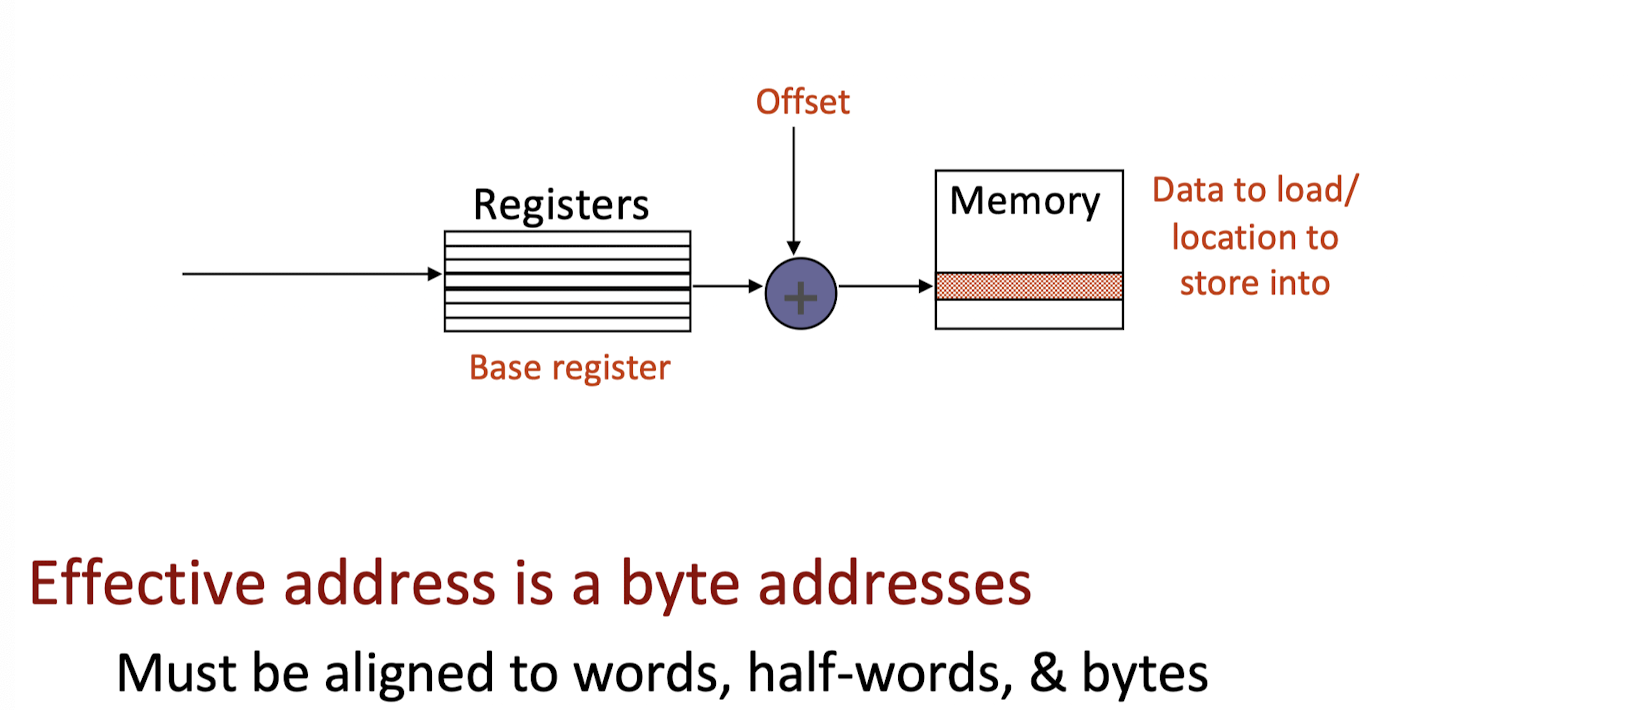 Offset
Registers
Memory
Data to load/
location to
store into
+
Base register
Effective address is a byte addresses
Must be aligned to words, half-words, & bytes